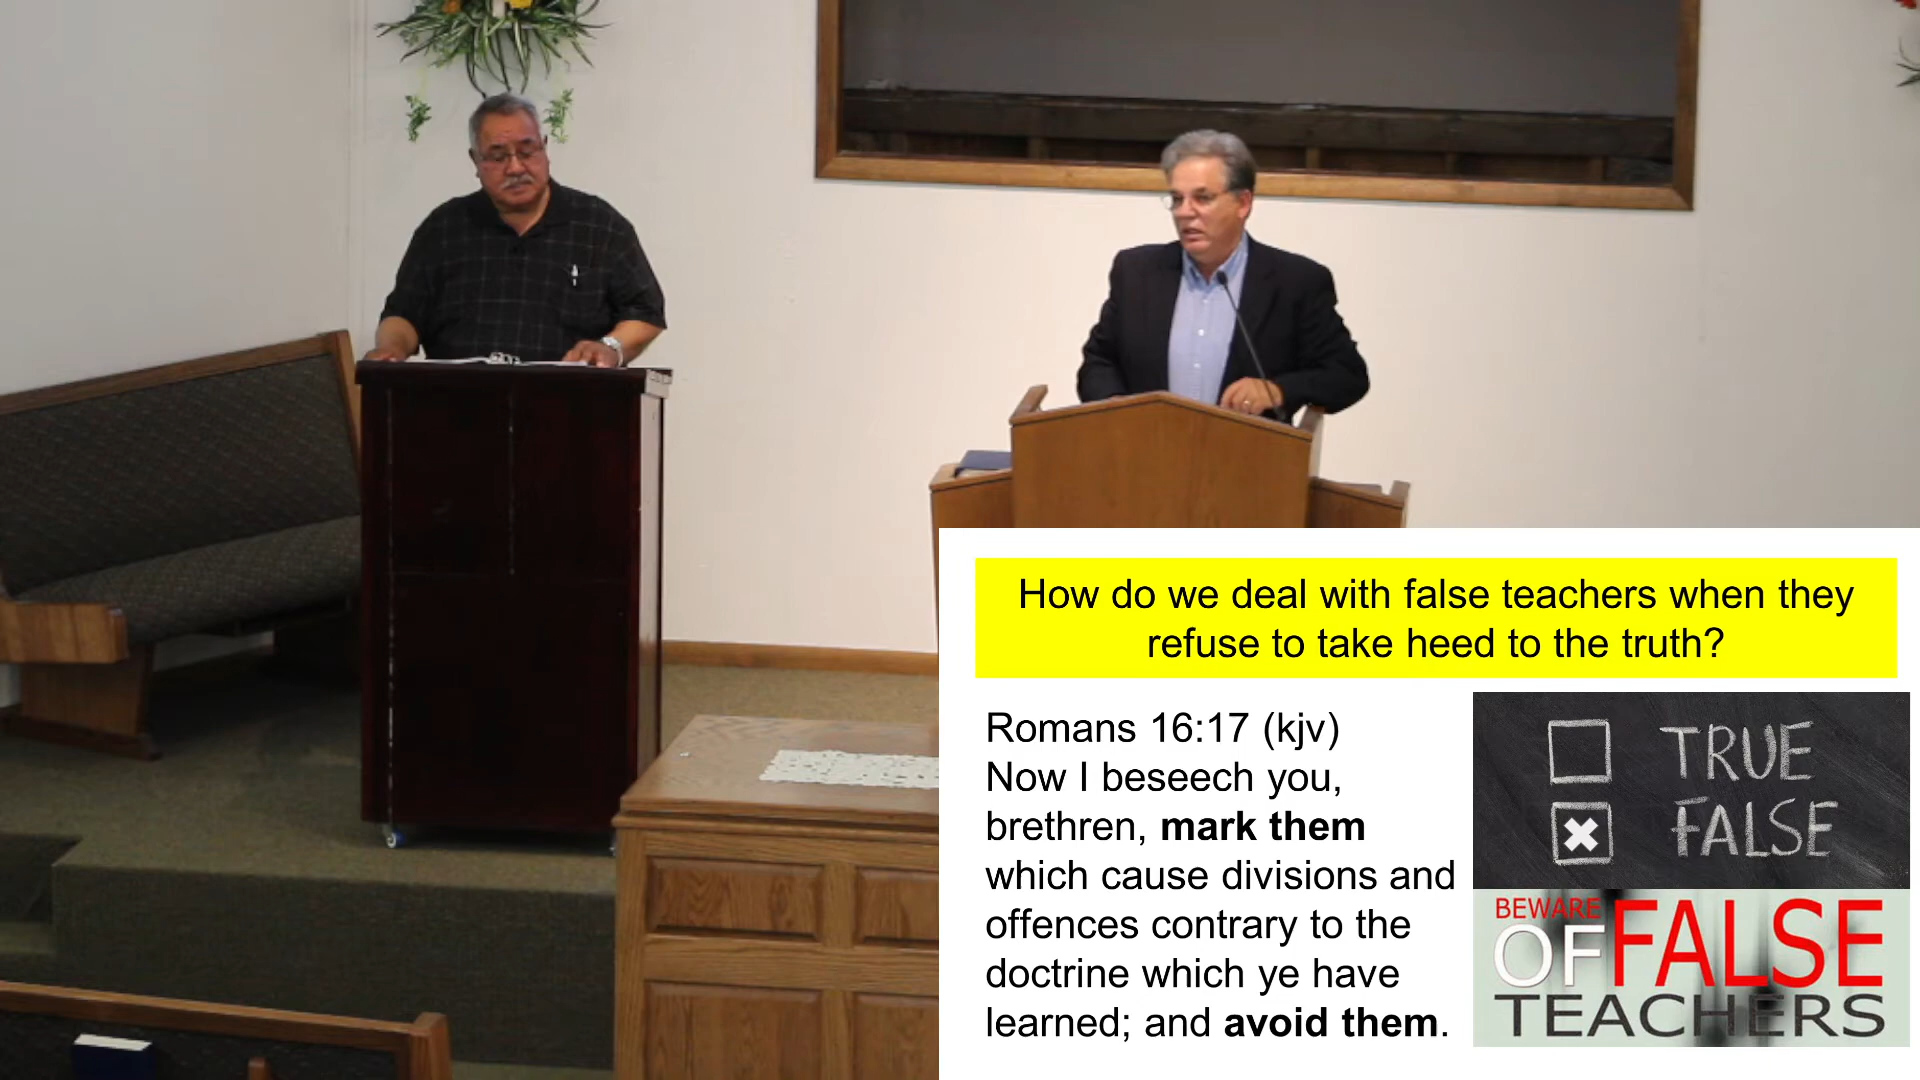 How do we deal with false teachers when they
refuse to take heed to the truth?
Romans 16:17 (kjv)
Now I beseech you,
brethren, mark them
which cause divisions and
offences contrary to the
doctrine which ye have
learned; and avoid them.
TRUE
FALSE
BEWARE
OF FALSE
TEACHERS